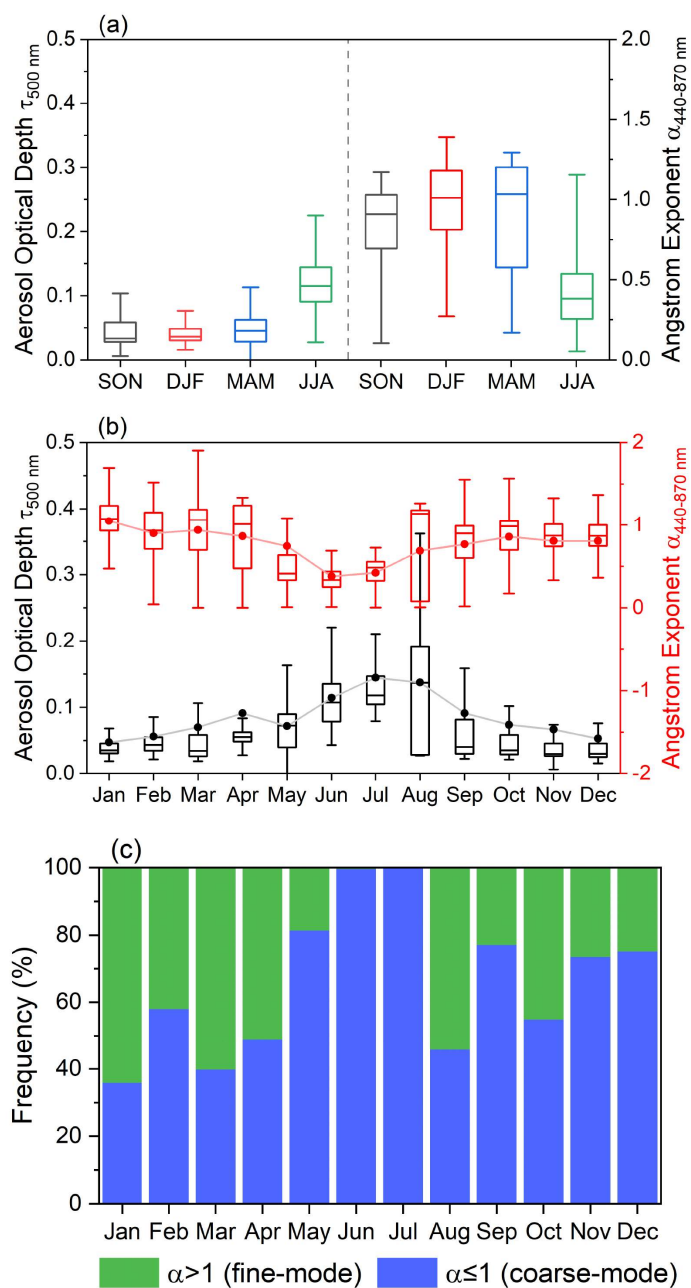 (a)
0.5
0.4
0.3
0.2
0.1
0.0
Aerosol Optical Depth τ500 nm
2.0
1.5
1.0
0.5
0.0
Angstrom Exponent α440-870 nm
SON DJF MAM JJA SON DJF MAM JJA
(b)
0.5
0.4
0.3
0.2
0.1
0.0
Aerosol Optical Depth τ500 nm
2
1
0
-1
-2
Angstrom Exponent α440-870 nm
Jan Feb Mar Apr May Jun Jul Aug Sep Oct Nov Dec
(c)
100
80
60
40
20
0
Frequency (%)
Jan Feb Mar Apr May Jun Jul Aug Sep Oct Nov Dec
α>1 (fine-mode) α≤1 (coarse-mode)